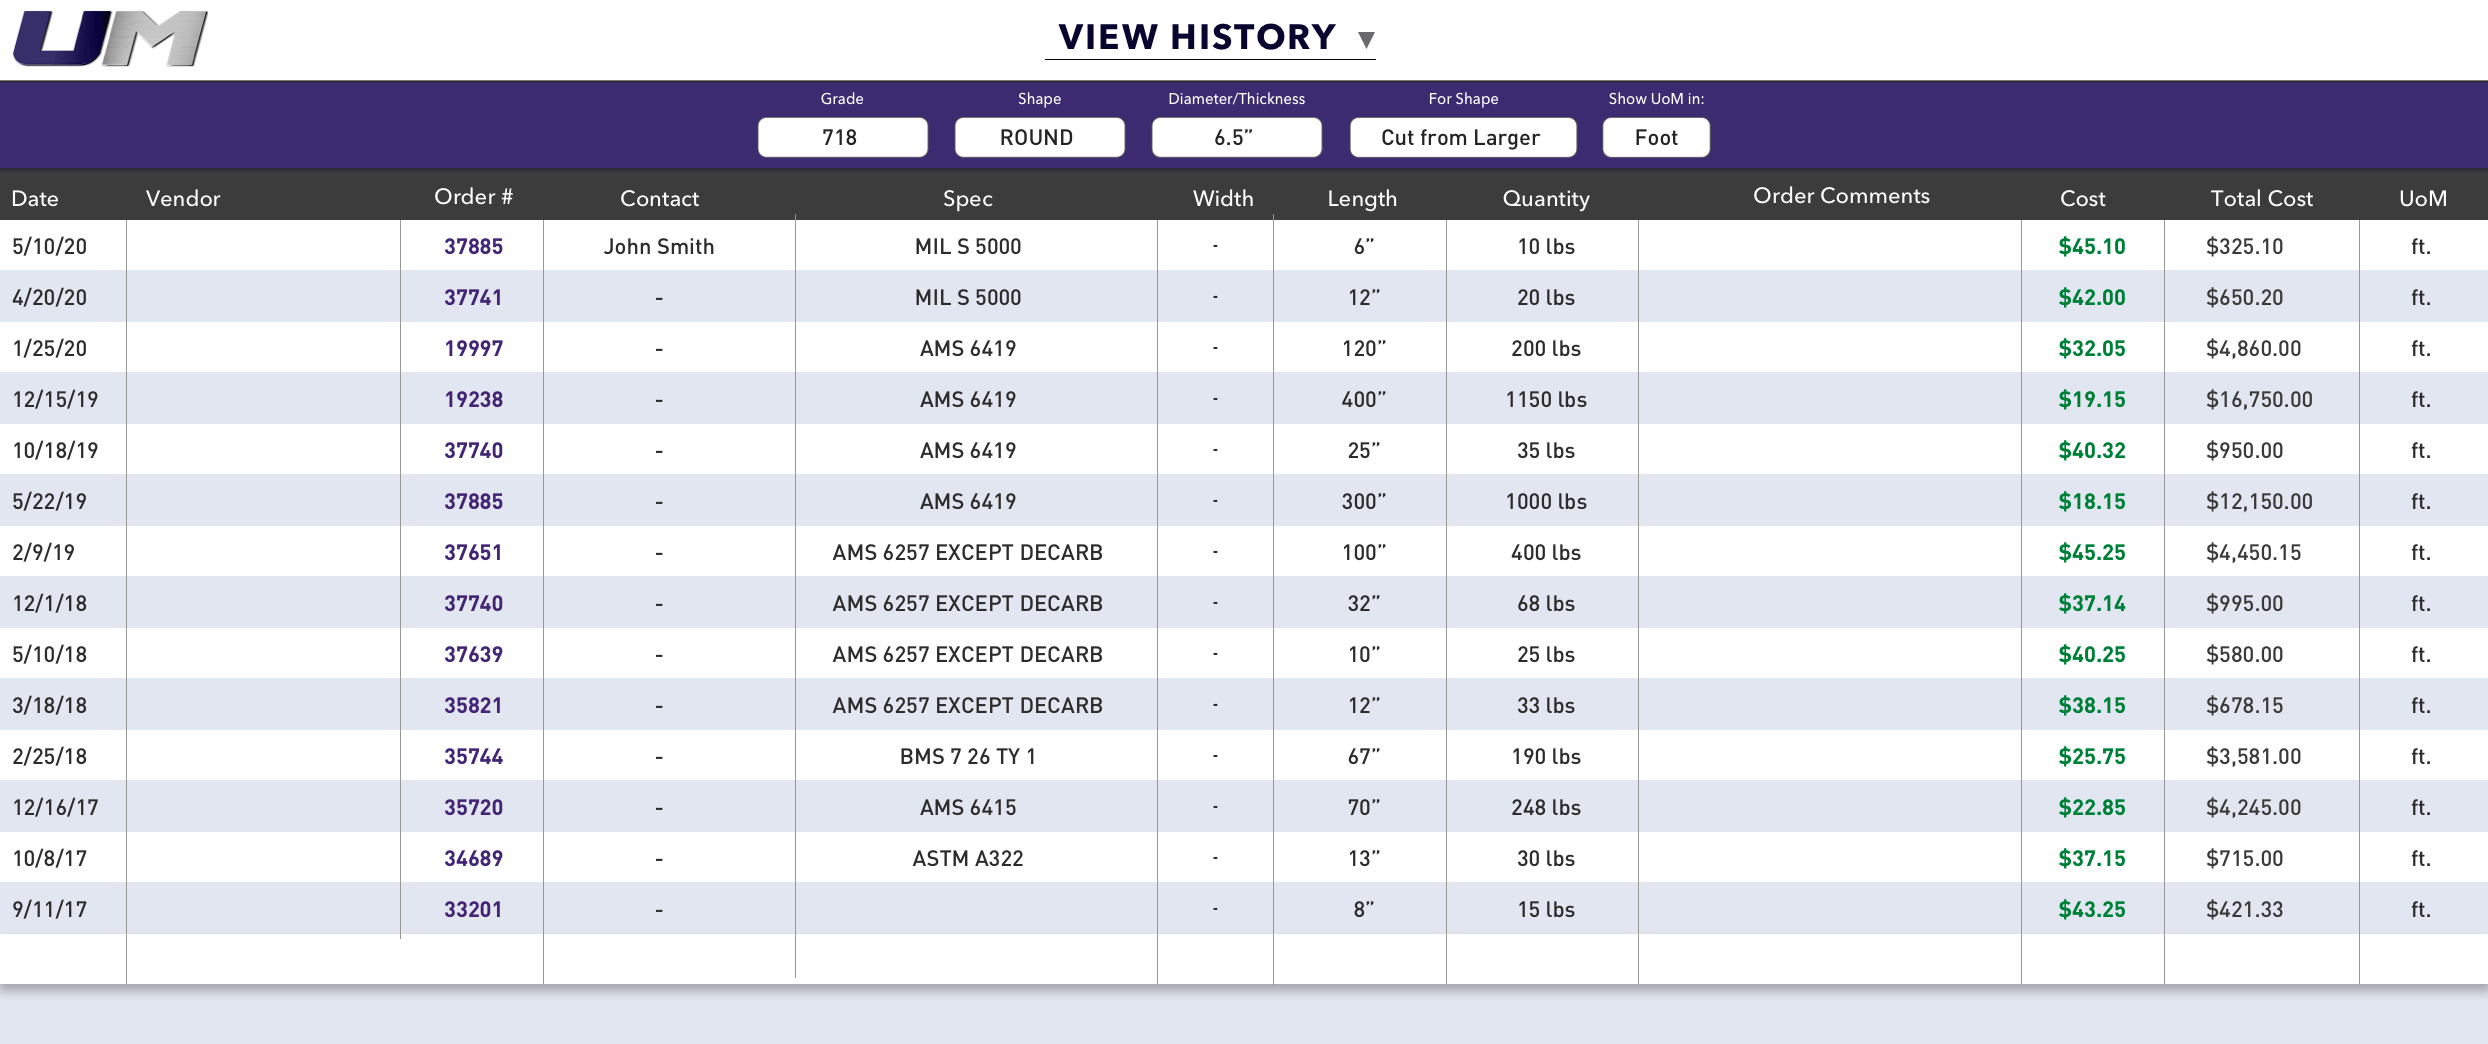 UM
VIEW HISTORY ▼
Grade Shape Diameter/Thickness For Shape Show UoM in:
718 ROUND 6.5” Cut from Larger Foot
Date Vendor Order # Contact Spec Width Length Quantity Order Comments Cost Total Cost UoM
5/10/20 37885 John Smith MIL S 5000 - 6” 10 lbs $45.10 $325.10 ft.
4/20/20 37741 - MIL S 5000 - 12” 20 lbs $42.00 $650.20 ft.
1/25/20 19997 - AMS 6419 - 120” 200 lbs $32.05 $4,860.00 ft.
12/15/19 19238 - AMS 6419 - 400” 1150 lbs $19.15 $16,750.00 ft.
10/18/19 37740 - AMS 6419 - 25” 35 lbs $40.32 $950.00 ft.
5/22/19 37885 - AMS 6419 - 300” 1000 lbs $18.15 $12,150.00 ft.
2/9/19 37651 - AMS 6257 EXCEPT DECARB - 100” 400 lbs $45.25 $4,450.15 ft.
12/1/18 37740 - AMS 6257 EXCEPT DECARB - 32” 68 lbs $37.14 $995.00 ft.
5/10/18 37639 - AMS 6257 EXCEPT DECARB - 10” 25 lbs $40.25 $580.00 ft.
3/18/18 35821 - AMS 6257 EXCEPT DECARB - 12” 33 lbs $38.15 $678.15 ft.
2/25/18 35744 - BMS 7 26 TY 1 - 67” 190 lbs $25.75 $3,581.00 ft.
12/16/17 35720 - AMS 6415 - 70” 248 lbs $22.85 $4,245.00 ft.
10/8/17 34689 - ASTM A322 - 13” 30 lbs $37.15 $715.00 ft.
9/11/17 33201 - - 8” 15 lbs $43.25 $421.33 ft.